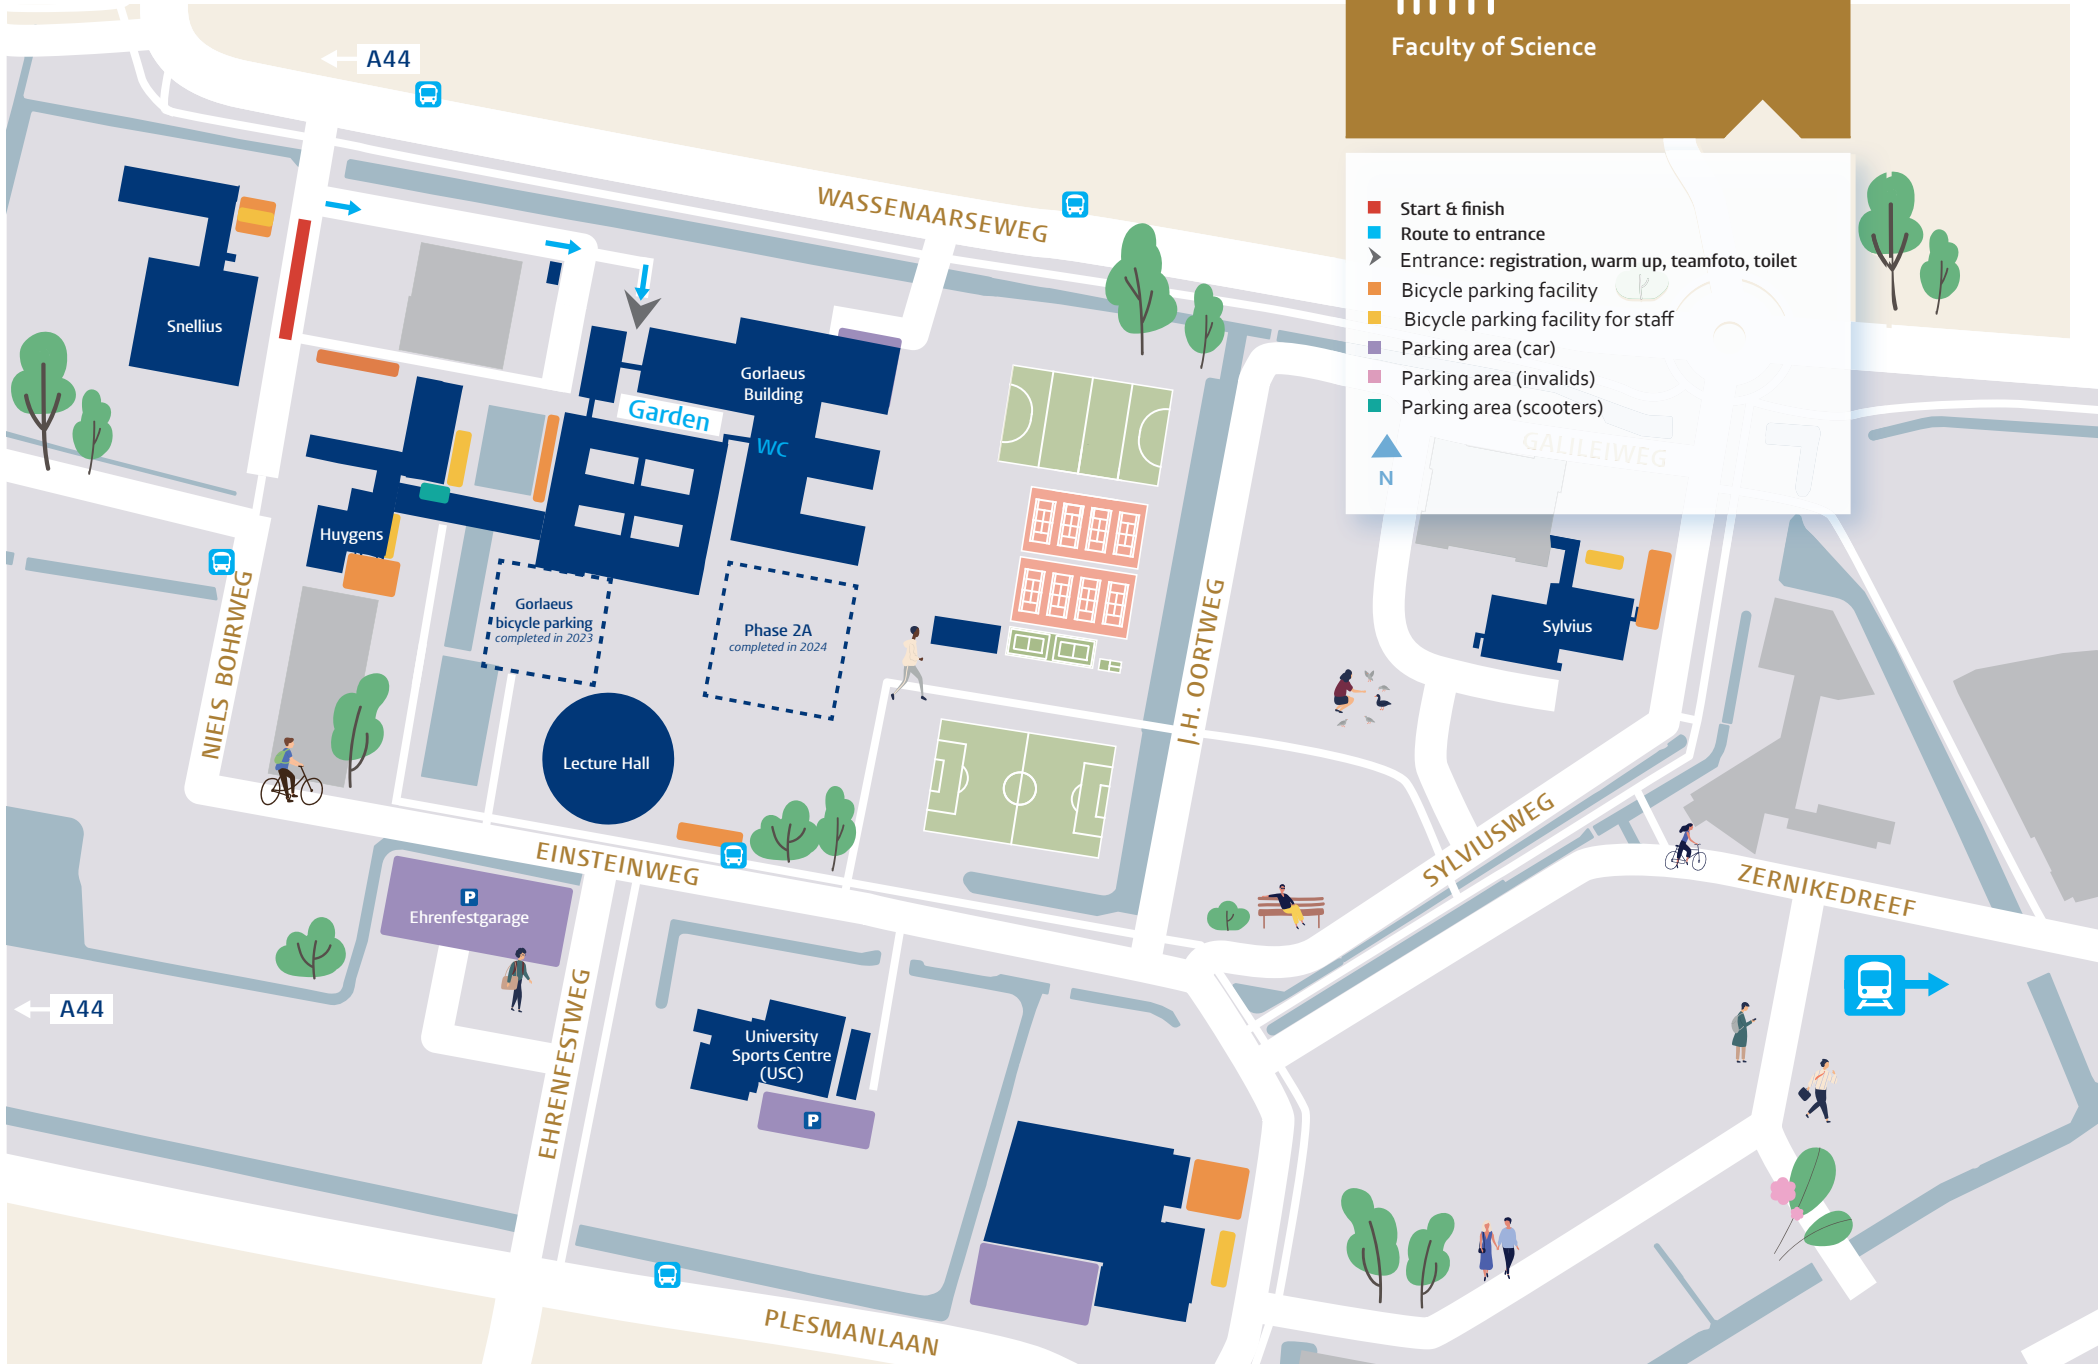 Faculty of Science
A44
WASSENAARSEWEG
Start & finish
Route to entrance
Entrance: registration, warm up, teamfoto, toilet
Bicycle parking facility
Bicycle parking facility for staff
Parking area (car)
Parking area (invalids)
Parking area (scooters)
N
GALILEIWEG
Snellius
Gorlaeus
Building
Garden
WC
Huygens
Gorlaeus
bicycle parking
completed in 2023
Phase 2A
completed in 2024
Sylvius
NIELS BOHRWEG
J.H. OORTWEG
Lecture Hall
EINSTEINWEG
SYLVIUSWEG
ZERNIKEDREEF
P
Ehrenfestgarage
A44
EHRENFESTWEG
University
Sports Centre
(USC)
P
PLESMANLAAN